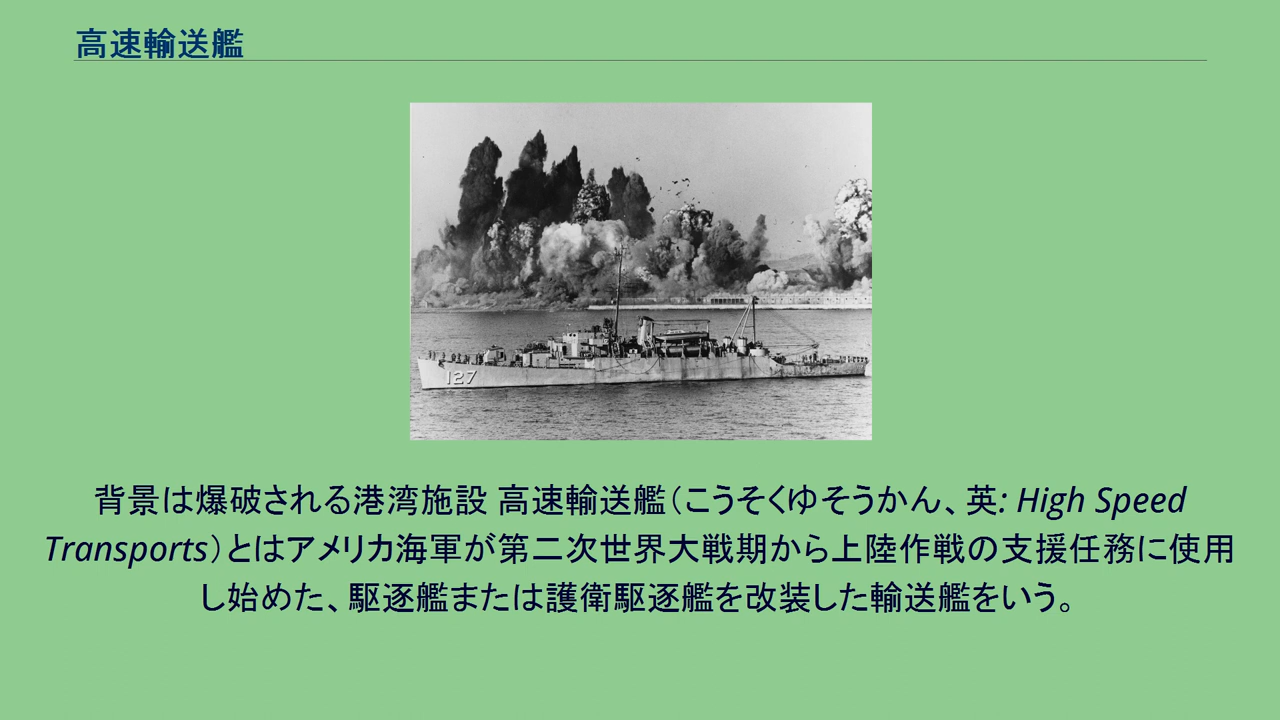 高速輸送艦
127
背景は爆破される港湾施設 高速輸送艦（こうそくゆそうかん、英: High Speed
Transports）とはアメリカ海軍が第二次世界大戦期から上陸作戦の支援任務に使用
し始めた、駆逐艦または護衛駆逐艦を改装した輸送艦をいう。